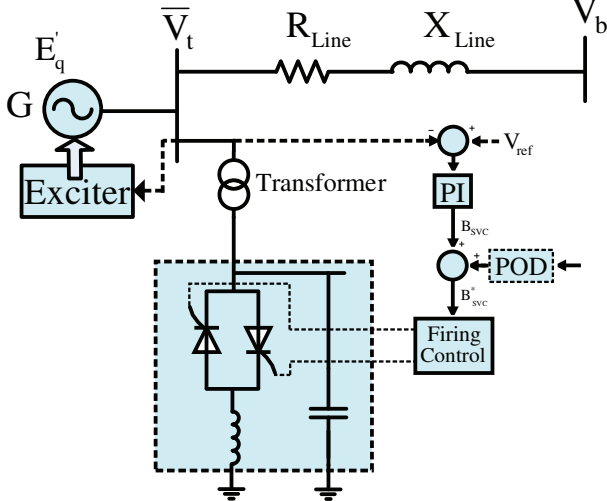 V̅t
Vb
RLine
XLine
E'q
G
- +
Vref
Exciter
Transformer
PI
BSVC
+
+
POD
B*SVC
Firing
Control